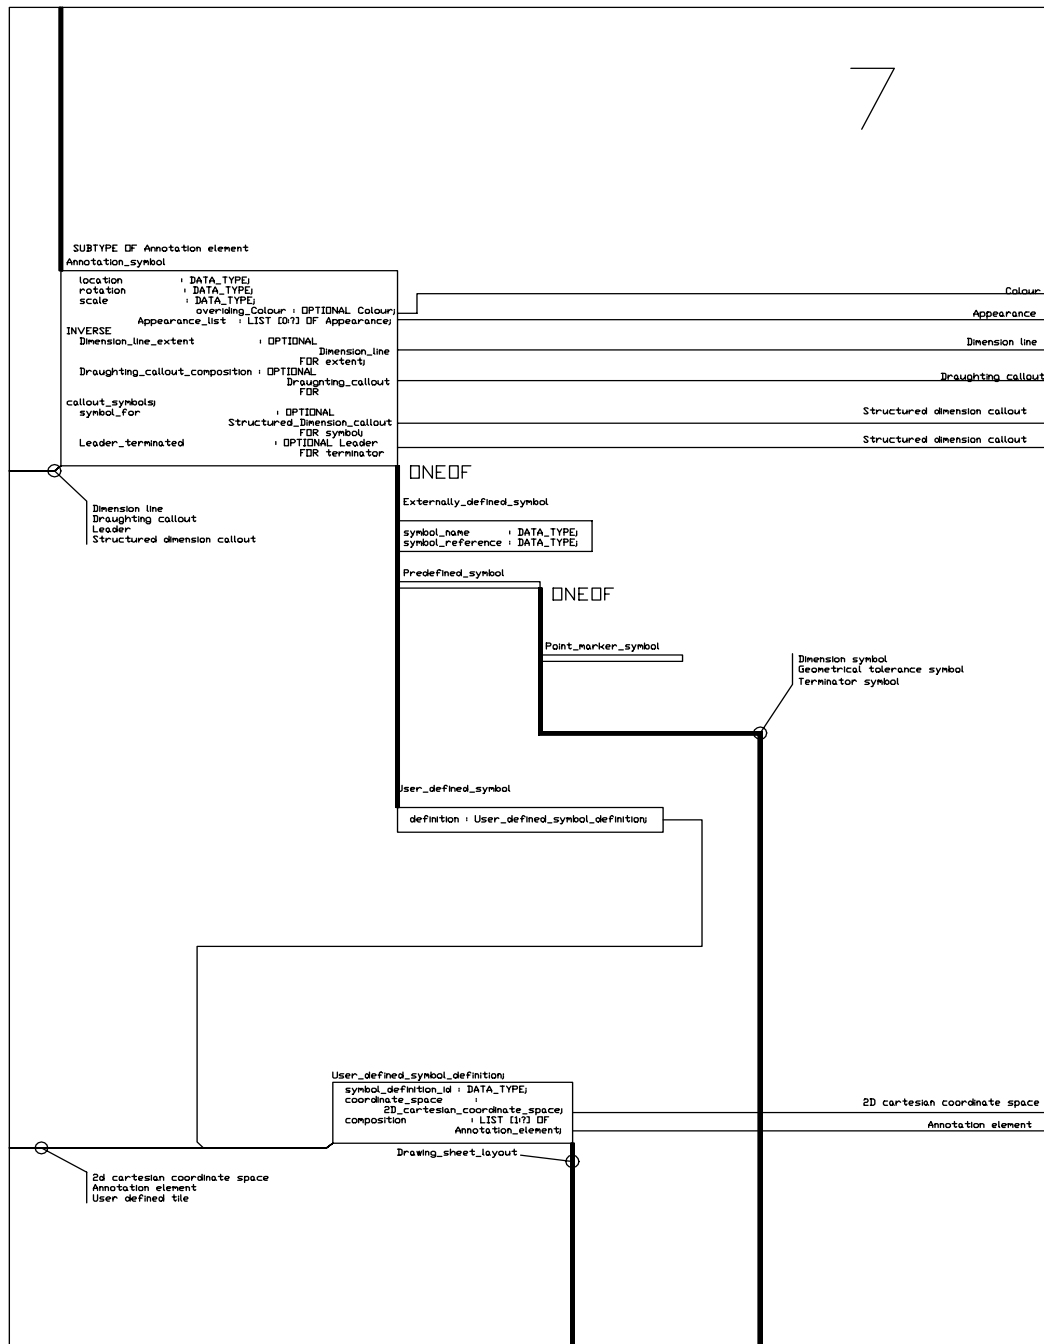 7
SUBTYPE OF Annotation element
Annotation_symbol
location : DATA_TYPE;
rotation : DATA_TYPE;
scale : DATA_TYPE;
overiding_Colour : OPTIONAL Colour;
Appearance_list : LIST [0:?] OF Appearance;
INVERSE
Dimension_line_extent : OPTIONAL
Dimension_line
FOR extent;
Draughting_callout_composition : OPTIONAL
Draugnting_callout
FOR
callout_symbols;
symbol_for : OPTIONAL
Structured_Dimension_callout
FOR symbol;
Leader_terminated : OPTIONAL Leader
FOR terminator
Colour
Appearance
Dimension line
Draughting callout
Structured dimension callout
Structured dimension callout
ONEOF
Dimension line
Draughting callout
Leader
Structured dimension callout
Externally_defined_symbol
symbol_name : DATA_TYPE;
symbol_reference : DATA_TYPE;
Predefined_symbol
ONEOF
Point_marker_symbol
Dimension symbol
Geometrical tolerance symbol
Terminator symbol
User_defined_symbol
definition : User_defined_symbol_definition;
User_defined_symbol_definition;
symbol_definition_id : DATA_TYPE;
coordinate_space :
2D_cartesian_coordinate_space;
composition : LIST [1:?] OF
Annotation_element;
2D cartesian coordinate space
Annotation element
Drawing_sheet_layout
2d cartesian coordinate space
Annotation element
User defined tile